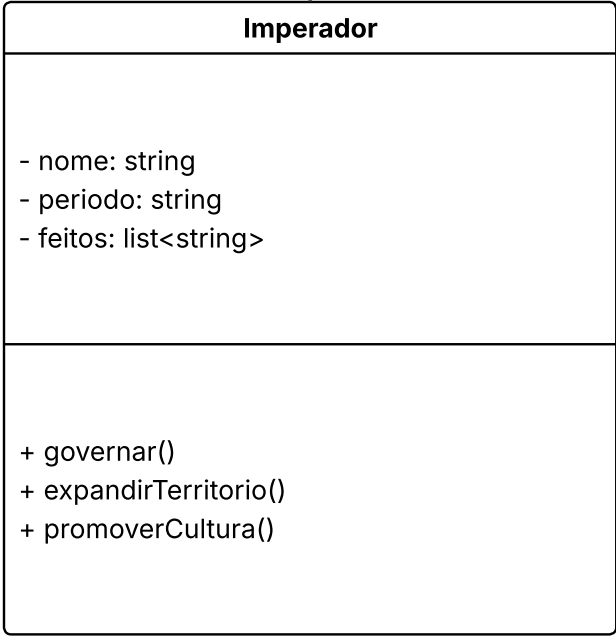 Imperador
- nome: string
- periodo: string
- feitos: list<string>
+ governar()
+ expandirTerritorio()
+ promoverCultura()